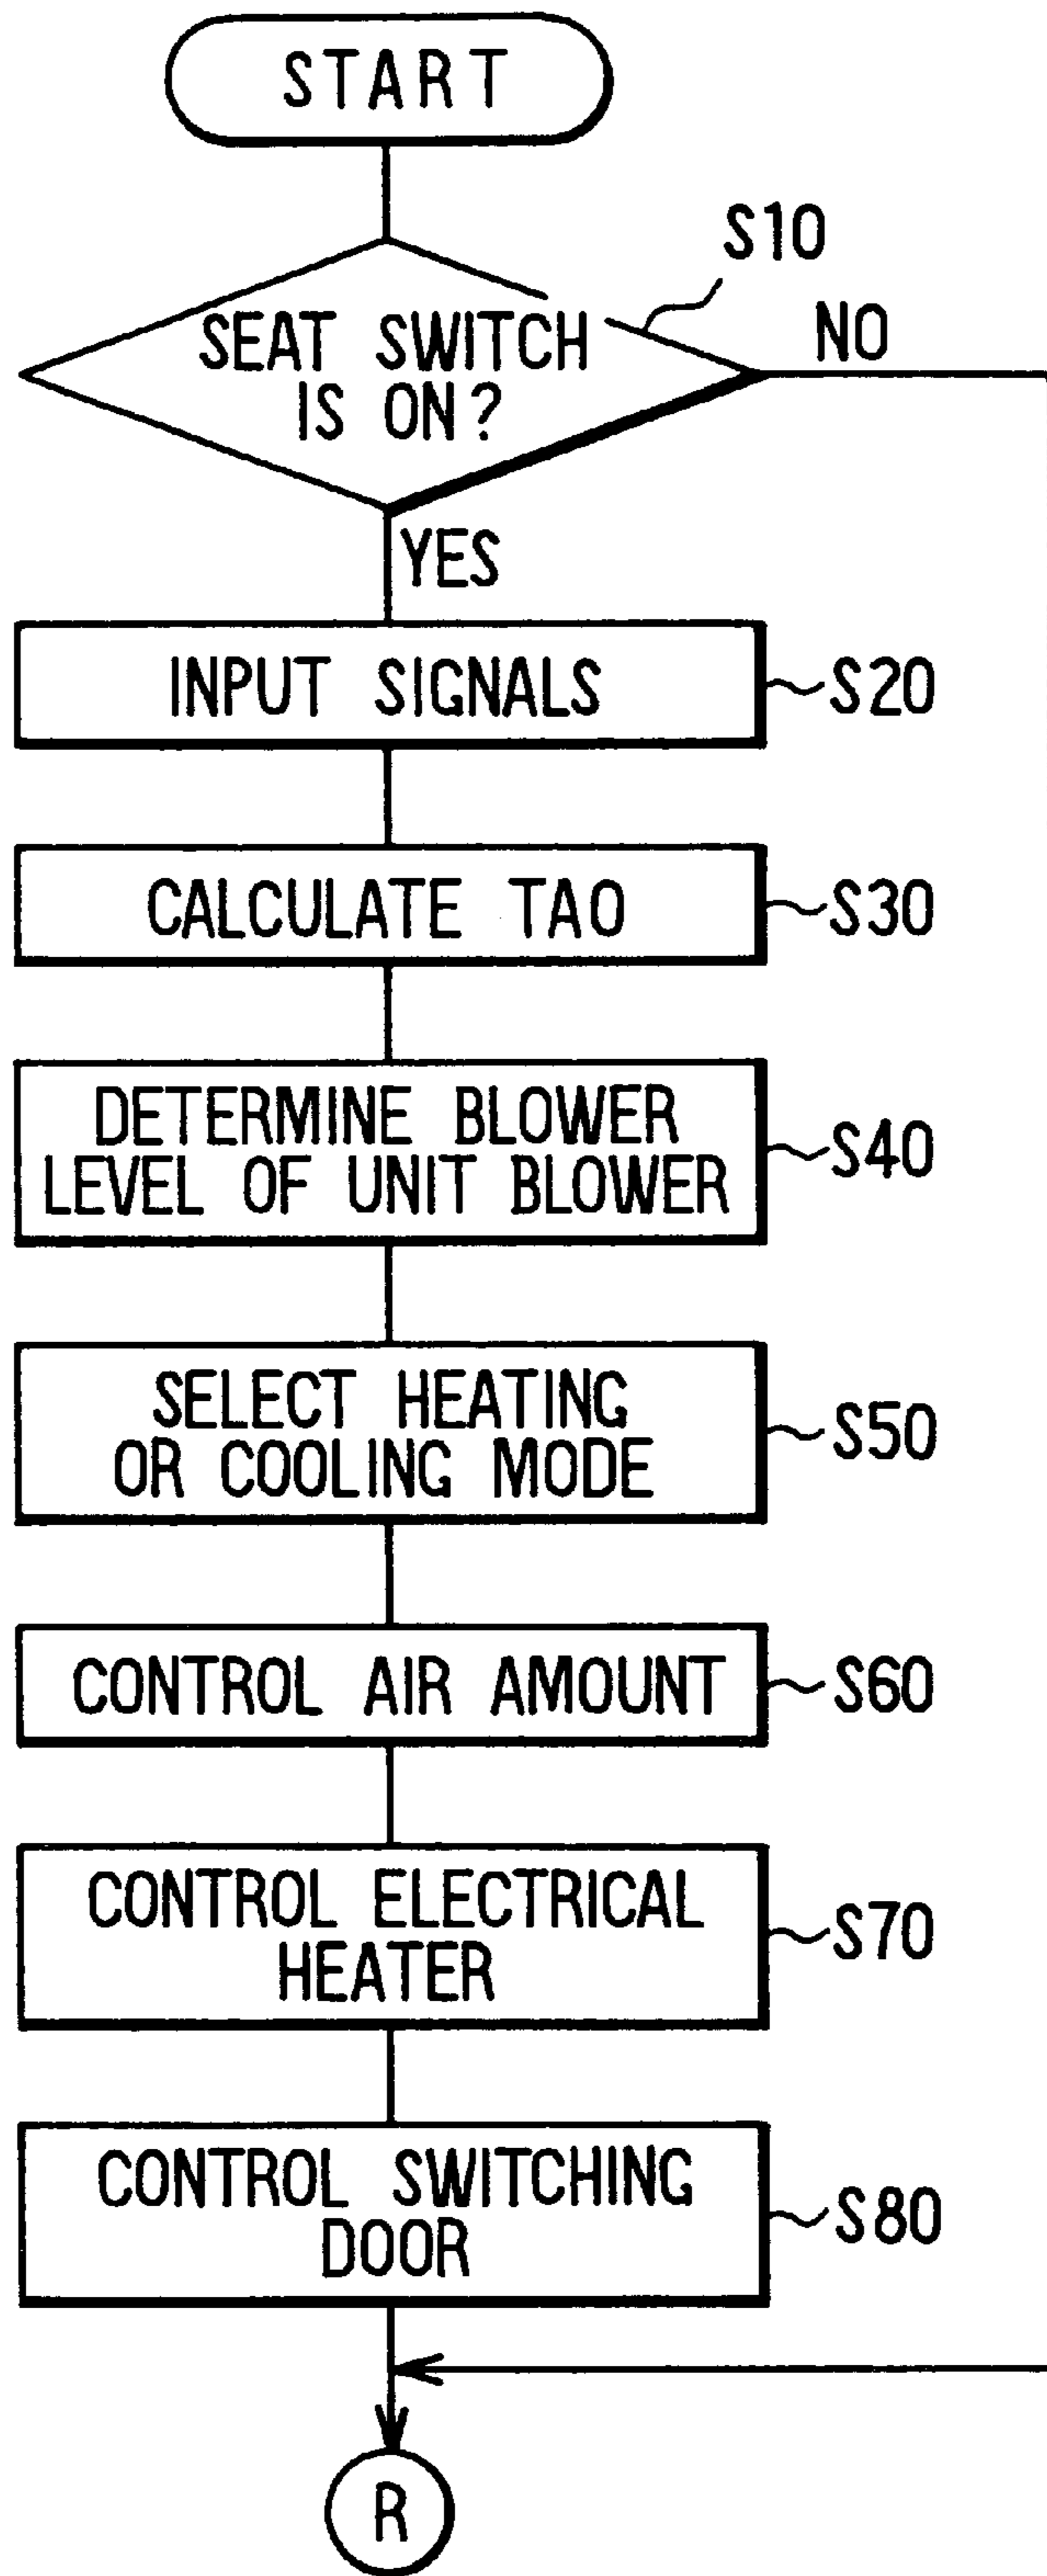 START
S10
SEAT SWITCH
IS ON?
NO
YES
INPUT SIGNALS
S20
CALCULATE TAO
S30
DETERMINE BLOWER
LEVEL OF UNIT BLOWER
S40
SELECT HEATING
OR COOLING MODE
S50
CONTROL AIR AMOUNT
S60
CONTROL ELECTRICAL
HEATER
S70
CONTROL SWITCHING
DOOR
S80
R